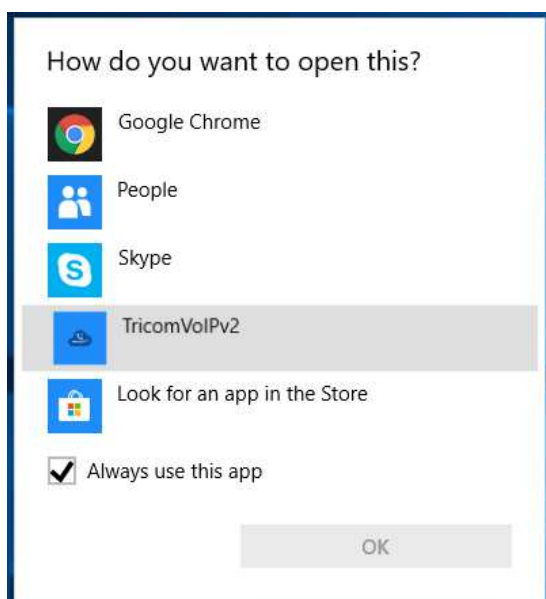 How do you want to open this?
Google Chrome
People
Skype
TricomVoIPv2
Look for an app in the Store
Always use this app
OK